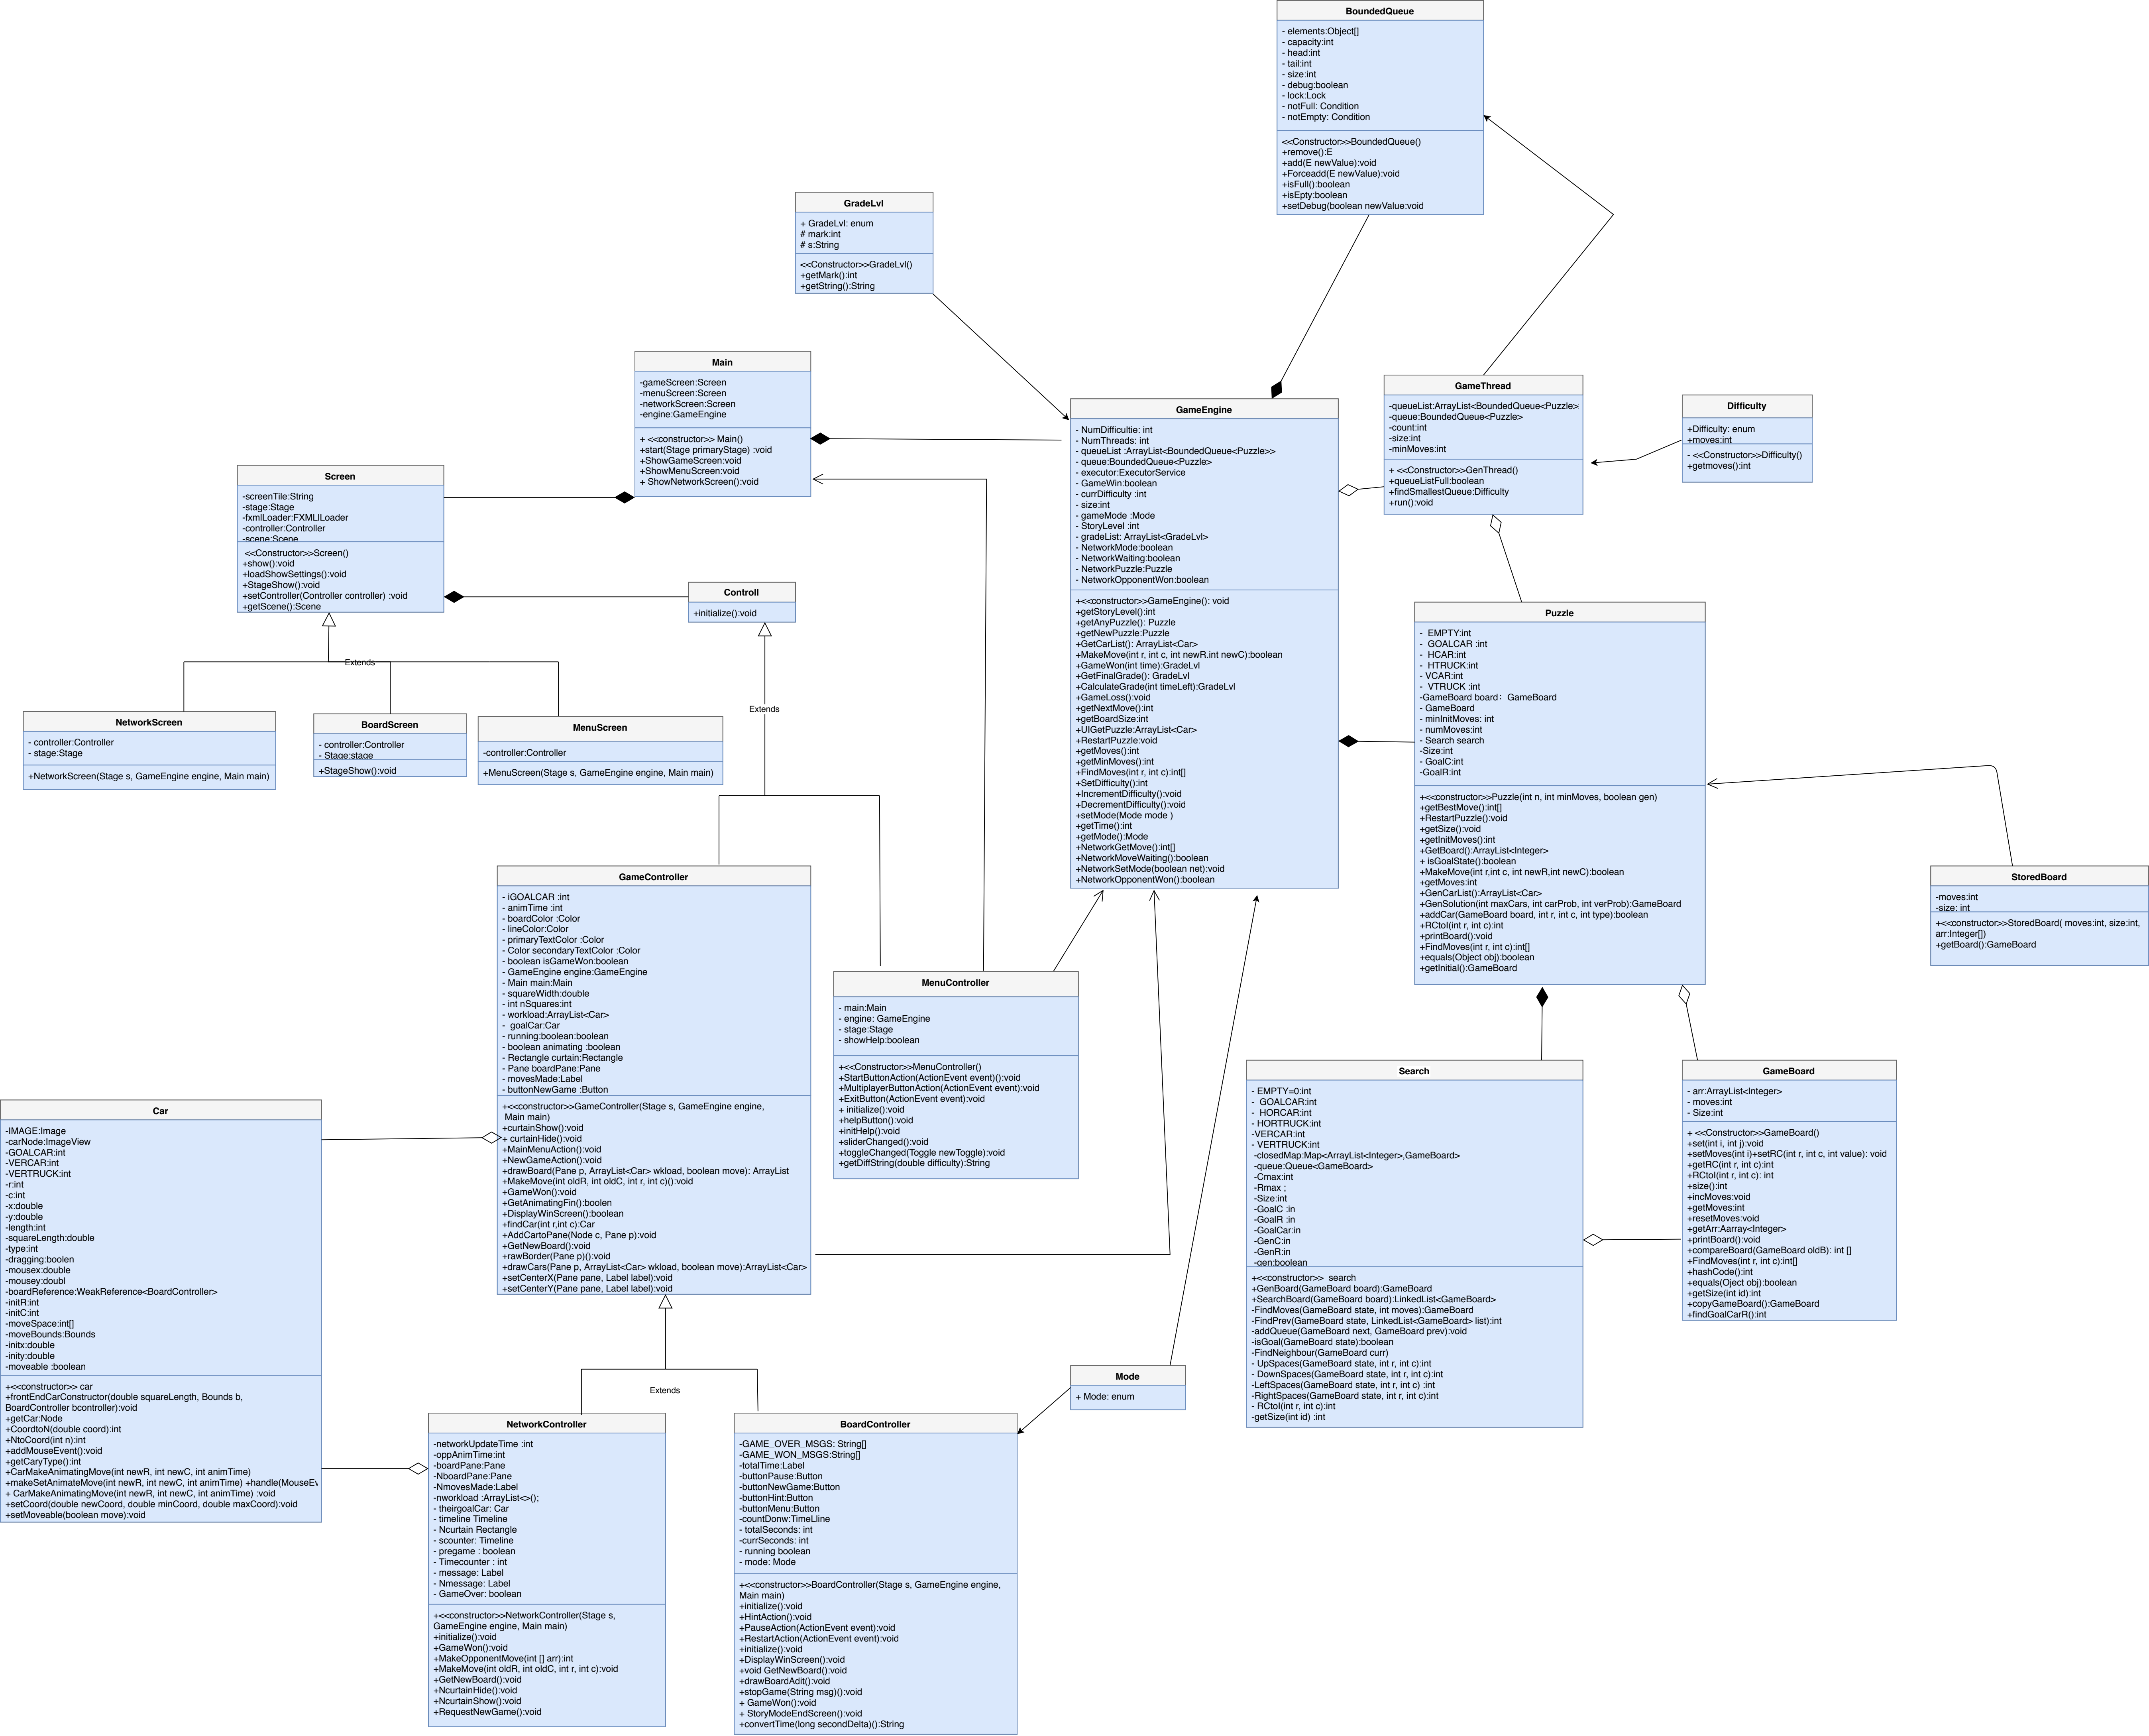 BoundedQueue
- elements:Object[]
- capacity:int
- head:int
- tail:int
- size:int
- debug:boolean
- lock:Lock
- notFull: Condition
- notEmpty: Condition
<<Constructor>>BoundedQueue()
+remove():E
+add(E newValue):void
+Forceadd(E newValue):void
+isFull():boolean
+isEpty:boolean
+setDebug(boolean newValue:void
GradeLvl
+ GradeLvl: enum
# mark:int
# s:String
<<Constructor>>GradeLvl()
+getMark():int
+getString():String
Main
-gameScreen:Screen
-menuScreen:Screen
-networkScreen:Screen
-engine:GameEngine
+ <<constructor>> Main()
+start(Stage primaryStage) :void
+ShowGameScreen:void
+ShowMenuScreen:void
+ ShowNetworkScreen():void
GameEngine
- NumDifficultie: int
- NumThreads: int
- queueList :ArrayList<BoundedQueue<Puzzle>>
- queue:BoundedQueue<Puzzle>
- executor:ExecutorService
- GameWin:boolean
- currDifficulty :int
- size:int
- gameMode :Mode
- StoryLevel :int
- gradeList: ArrayList<GradeLvl>
- NetworkMode:boolean
- NetworkWaiting:boolean
- NetworkPuzzle:Puzzle
- NetworkOpponentWon:boolean
+<<constructor>>GameEngine(): void
+getStoryLevel():int
+getAnyPuzzle(): Puzzle
+getNewPuzzle:Puzzle
+GetCarList(): ArrayList<Car>
+MakeMove(int r, int c, int newR.int newC):boolean
+GameWon(int time):GradeLvl
+GetFinalGrade(): GradeLvl
+CalculateGrade(int timeLeft):GradeLvl
+GameLoss():void
+getNextMove():int
+getBoardSize:int
+UIGetPuzzle:ArrayList<Car>
+RestartPuzzle:void
+getMoves():int
+getMinMoves():int
+FindMoves(int r, int c):int[]
+SetDifficulty():int
+IncrementDifficulty():void
+DecrementDifficulty():void
+setMode(Mode mode )
+getTime():int
+getMode():Mode
+NetworkGetMove():int[]
+NetworkMoveWaiting():boolean
+NetworkSetMode(boolean net):void
+NetworkOpponentWon():boolean
GameThread
-queueList:ArrayList<BoundedQueue<Puzzle>
-queue:BoundedQueue<Puzzle>
-count:int
-size:int
-minMoves:int
+ <<Constructor>>GenThread()
+queueListFull:boolean
+findSmallestQueue:Difficulty
+run():void
Difficulty
+Difficulty: enum
+moves:int
- <<Constructor>>Difficulty()
+getmoves():int
Screen
-screenTile:String
-stage:Stage
-fxmlLoader:FXMLlLoader
-controller:Controller
-scene:Scene
<<Constructor>>Screen()
+show():void
+loadShowSettings():void
+StageShow():void
+setController(Controller controller) :void
+getScene():Scene
Controll
+initialize():void
Extends
Extends
NetworkScreen
- controller:Controller
- stage:Stage
+NetworkScreen(Stage s, GameEngine engine, Main main)
BoardScreen
- controller:Controller
- Stage:stage
+StageShow():void
MenuScreen
-controller:Controller
+MenuScreen(Stage s, GameEngine engine, Main main)
Puzzle
-  EMPTY:int
-  GOALCAR :int
-  HCAR:int
-  HTRUCK:int
- VCAR:int
-  VTRUCK :int
-GameBoard board：GameBoard
- GameBoard
- minInitMoves: int
- numMoves:int
- Search search
-Size:int
- GoalC:int
-GoalR:int
+<<constructor>>Puzzle(int n, int minMoves, boolean gen)
+getBestMove():int[]
+RestartPuzzle():void
+getSize():void
+getInitMoves():int
+GetBoard():ArrayList<Integer>
+ isGoalState():boolean
+MakeMove(int r,int c, int newR,int newC):boolean
+getMoves:int
+GenCarList():ArrayList<Car>
+GenSolution(int maxCars, int carProb, int verProb):GameBoard
+addCar(GameBoard board, int r, int c, int type):boolean
+RCtoI(int r, int c):int
+printBoard():void
+FindMoves(int r, int c):int[]
+equals(Object obj):boolean
+getInitial():GameBoard
StoredBoard
-moves:int
-size: int
+<<constructor>>StoredBoard( moves:int, size:int,
arr:Integer[])
+getBoard():GameBoard
GameController
- iGOALCAR :int
- animTime :int
- boardColor :Color
- lineColor:Color
- primaryTextColor :Color
- Color secondaryTextColor :Color
- boolean isGameWon:boolean
- GameEngine engine:GameEngine
- Main main:Main
- squareWidth:double
- int nSquares:int
- workload:ArrayList<Car>
-  goalCar:Car
- running:boolean:boolean
- boolean animating :boolean
- Rectangle curtain:Rectangle
- Pane boardPane:Pane
- movesMade:Label
- buttonNewGame :Button
+<<constructor>>GameController(Stage s, GameEngine engine,
Main main)
+curtainShow():void
+ curtainHide():void
+MainMenuAction():void
+NewGameAction():void
+drawBoard(Pane p, ArrayList<Car> wkload, boolean move): ArrayList
+MakeMove(int oldR, int oldC, int r, int c)():void
+GameWon():void
+GetAnimatingFin():boolen
+DisplayWinScreen():boolean
+findCar(int r,int c):Car
+AddCartoPane(Node c, Pane p):void
+GetNewBoard():void
+rawBorder(Pane p)():void
+drawCars(Pane p, ArrayList<Car> wkload, boolean move):ArrayList<Car>
+setCenterX(Pane pane, Label label):void
+setCenterY(Pane pane, Label label):void
MenuController
- main:Main
- engine: GameEngine
- stage:Stage
- showHelp:boolean
+<<Constructor>>MenuController()
+StartButtonAction(ActionEvent event)():void
+MultiplayerButtonAction(ActionEvent event):void
+ExitButton(ActionEvent event):void
+ initialize():void
+helpButton():void
+initHelp():void
+sliderChanged():void
+toggleChanged(Toggle newToggle):void
+getDiffString(double difficulty):String
Search
- EMPTY=0:int
-  GOALCAR:int
-  HORCAR:int
- HORTRUCK:int
-VERCAR:int
- VERTRUCK:int
-closedMap:Map<ArrayList<Integer>,GameBoard>
-queue:Queue<GameBoard>
-Cmax:int
-Rmax ;
-Size:int
-GoalC :in
-GoalR :in
-GoalCar:in
-GenC:in
-GenR:in
-gen:boolean
+<<constructor>>  search
+GenBoard(GameBoard board):GameBoard
+SearchBoard(GameBoard board):LinkedList<GameBoard>
-FindMoves(GameBoard state, int moves):GameBoard
-FindPrev(GameBoard state, LinkedList<GameBoard> list):int
-addQueue(GameBoard next, GameBoard prev):void
-isGoal(GameBoard state):boolean
-FindNeighbour(GameBoard curr)
- UpSpaces(GameBoard state, int r, int c):int
- DownSpaces(GameBoard state, int r, int c):int
-LeftSpaces(GameBoard state, int r, int c) :int
-RightSpaces(GameBoard state, int r, int c):int
- RCtoI(int r, int c):int
-getSize(int id) :int
GameBoard
- arr:ArrayList<Integer>
- moves:int
- Size:int
+ <<Constructor>>GameBoard()
+set(int i, int j):void
+setMoves(int i)+setRC(int r, int c, int value): void
+getRC(int r, int c):int
+RCtoI(int r, int c): int
+size():int
+incMoves:void
+getMoves:int
+resetMoves:void
+getArr:Aarray<Integer>
+printBoard():void
+compareBoard(GameBoard oldB): int []
+FindMoves(int r, int c):int[]
+hashCode():int
+equals(Oject obj):boolean
+getSize(int id):int
+copyGameBoard():GameBoard
+findGoalCarR():int
Car
-IMAGE:Image
-carNode:ImageView
-GOALCAR:int
-VERCAR:int
-VERTRUCK:int
-r:int
-c:int
-x:double
-y:double
-length:int
-squareLength:double
-type:int
-dragging:boolen
-mousex:double
-mousey:doubl
-boardReference:WeakReference<BoardController>
-initR:int
-initC:int
-moveSpace:int[]
-moveBounds:Bounds
-initx:double
-inity:double
-moveable :boolean
+<<constructor>> car
+frontEndCarConstructor(double squareLength, Bounds b,
BoardController bcontroller):void
+getCar:Node
+CoordtoN(double coord):int
+NtoCoord(int n):int
+addMouseEvent():void
+getCaryType():int
+CarMakeAnimatingMove(int newR, int newC, int animTime)
+makeSetAnimateMove(int newR, int newC, int animTime) +handle(MouseEv
+ CarMakeAnimatingMove(int newR, int newC, int animTime) :void
+setCoord(double newCoord, double minCoord, double maxCoord):void
+setMoveable(boolean move):void
Extends
Mode
+ Mode: enum
NetworkController
-networkUpdateTime :int
-oppAnimTime:int
-boardPane:Pane
-NboardPane:Pane
-NmovesMade:Label
-nworkload :ArrayList<>();
- theirgoalCar: Car
- timeline Timeline
- Ncurtain Rectangle
- scounter: Timeline
- pregame : boolean
- Timecounter : int
- message: Label
- Nmessage: Label
- GameOver: boolean
+<<constructor>>NetworkController(Stage s,
GameEngine engine, Main main)
+initialize():void
+GameWon():void
+MakeOpponentMove(int [] arr):int
+MakeMove(int oldR, int oldC, int r, int c):void
+GetNewBoard():void
+NcurtainHide():void
+NcurtainShow():void
+RequestNewGame():void
BoardController
-GAME_OVER_MSGS: String[]
-GAME_WON_MSGS:String[]
-totalTime:Label
-buttonPause:Button
-buttonNewGame:Button
-buttonHint:Button
-buttonMenu:Button
-countDonw:TimeLline
- totalSeconds: int
-currSeconds: int
- running boolean
- mode: Mode
+<<constructor>>BoardController(Stage s, GameEngine engine,
Main main)
+initialize():void
+HintAction():void
+PauseAction(ActionEvent event):void
+RestartAction(ActionEvent event):void
+initialize():void
+DisplayWinScreen():void
+void GetNewBoard():void
+drawBoardAdit():void
+stopGame(String msg)():void
+ GameWon():void
+ StoryModeEndScreen():void
+convertTime(long secondDelta)():String